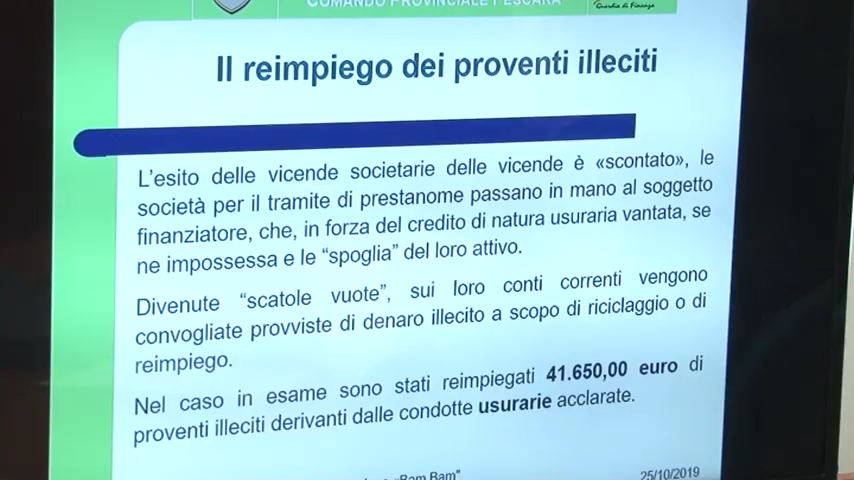 COMANDO PROVINCIALE PESCARA
Guardia di Finanza
Il reimpiego dei proventi illeciti
L'esito delle vicende societarie delle vicende è «scontato», le
società per il tramite di prestanome passano in mano al soggetto
finanziatore, che, in forza del credito di natura usuraria vantata, se
ne impossessa e le “spoglia” del loro attivo.
Divenute “scatole vuote”, sui loro conti correnti vengono
convogliate provviste di denaro illecito a scopo di riciclaggio o di
reimpiego.
Nel caso in esame sono stati reimpiegati 41.650,00 euro di
proventi illeciti derivanti dalle condotte usurarie acclarate.
Bam Bam"
25/10/2019